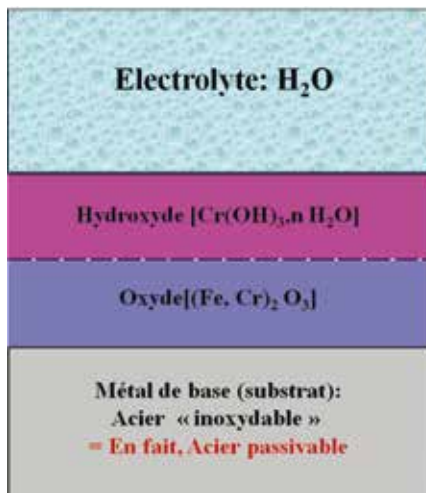 Electrolyte: H₂O
Hydroxyde [Cr(OH)₃.n H₂O]
Oxyde[(Fe, Cr)₂ O₃]
Métal de base (substrat):
Acier « inoxydable »
= En fait, Acier passivable